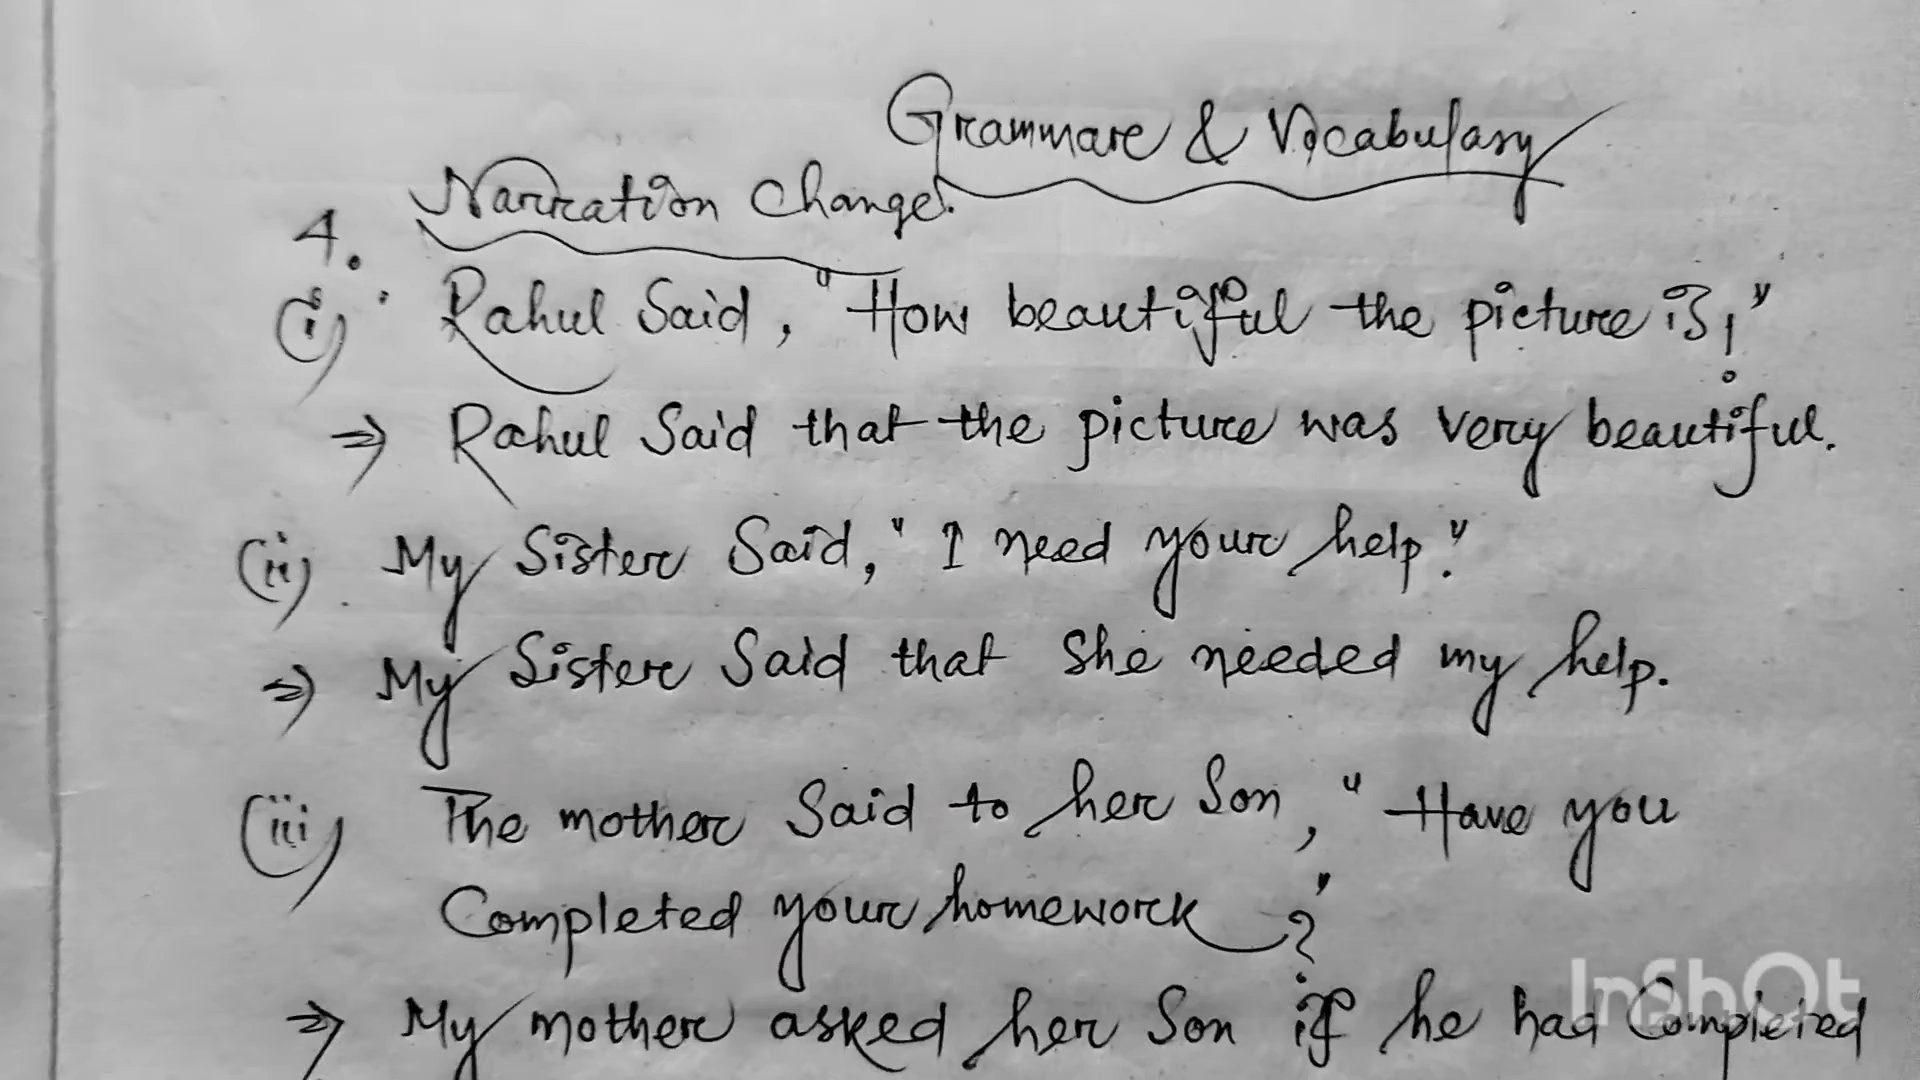 Grammar & Vocabulary
4. Narration Change.
(i) Rahul Said, "How beautiful the picture is!"
⇒ Rahul Said that the picture was very beautiful.
(ii) My Sister Said, "I need your help."
⇒ My Sister Said that She needed my help.
(iii) The mother Said to her Son, "Have you
Completed your homework?"
⇒ My mother asked her Son if he had Completed
InShOt